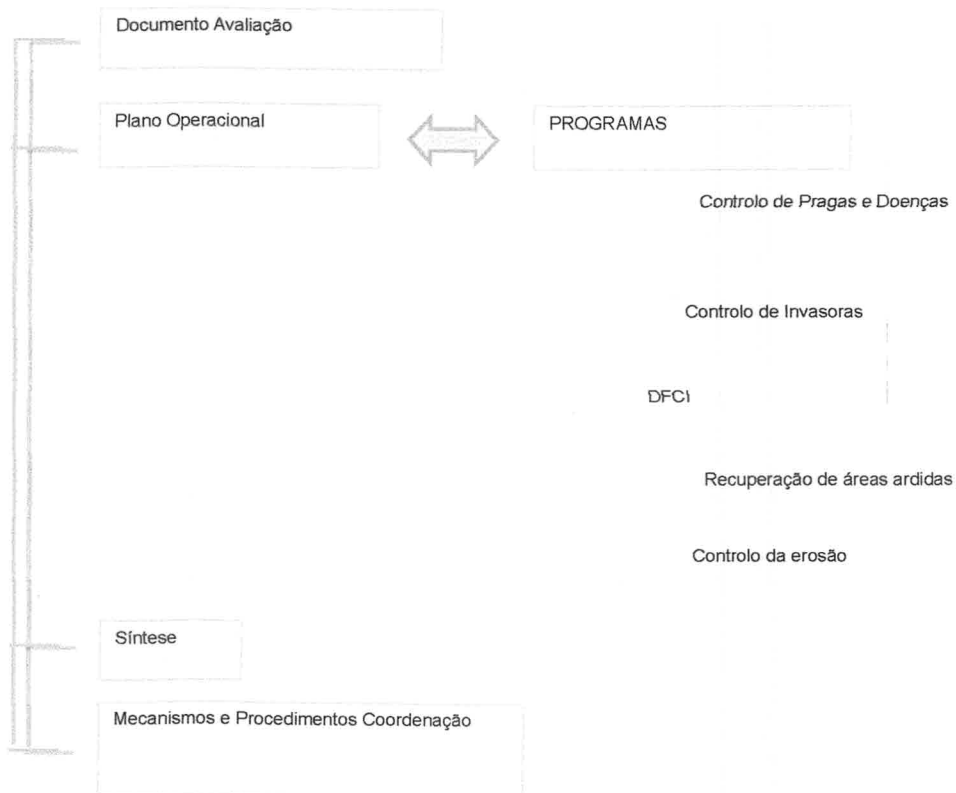 Documento Avaliação
Plano Operacional
PROGRAMAS
Controlo de Pragas e Doenças
Controlo de Invasoras
DFCI
Recuperação de áreas ardidas
Controlo da erosão
Síntese
Mecanismos e Procedimentos Coordenação